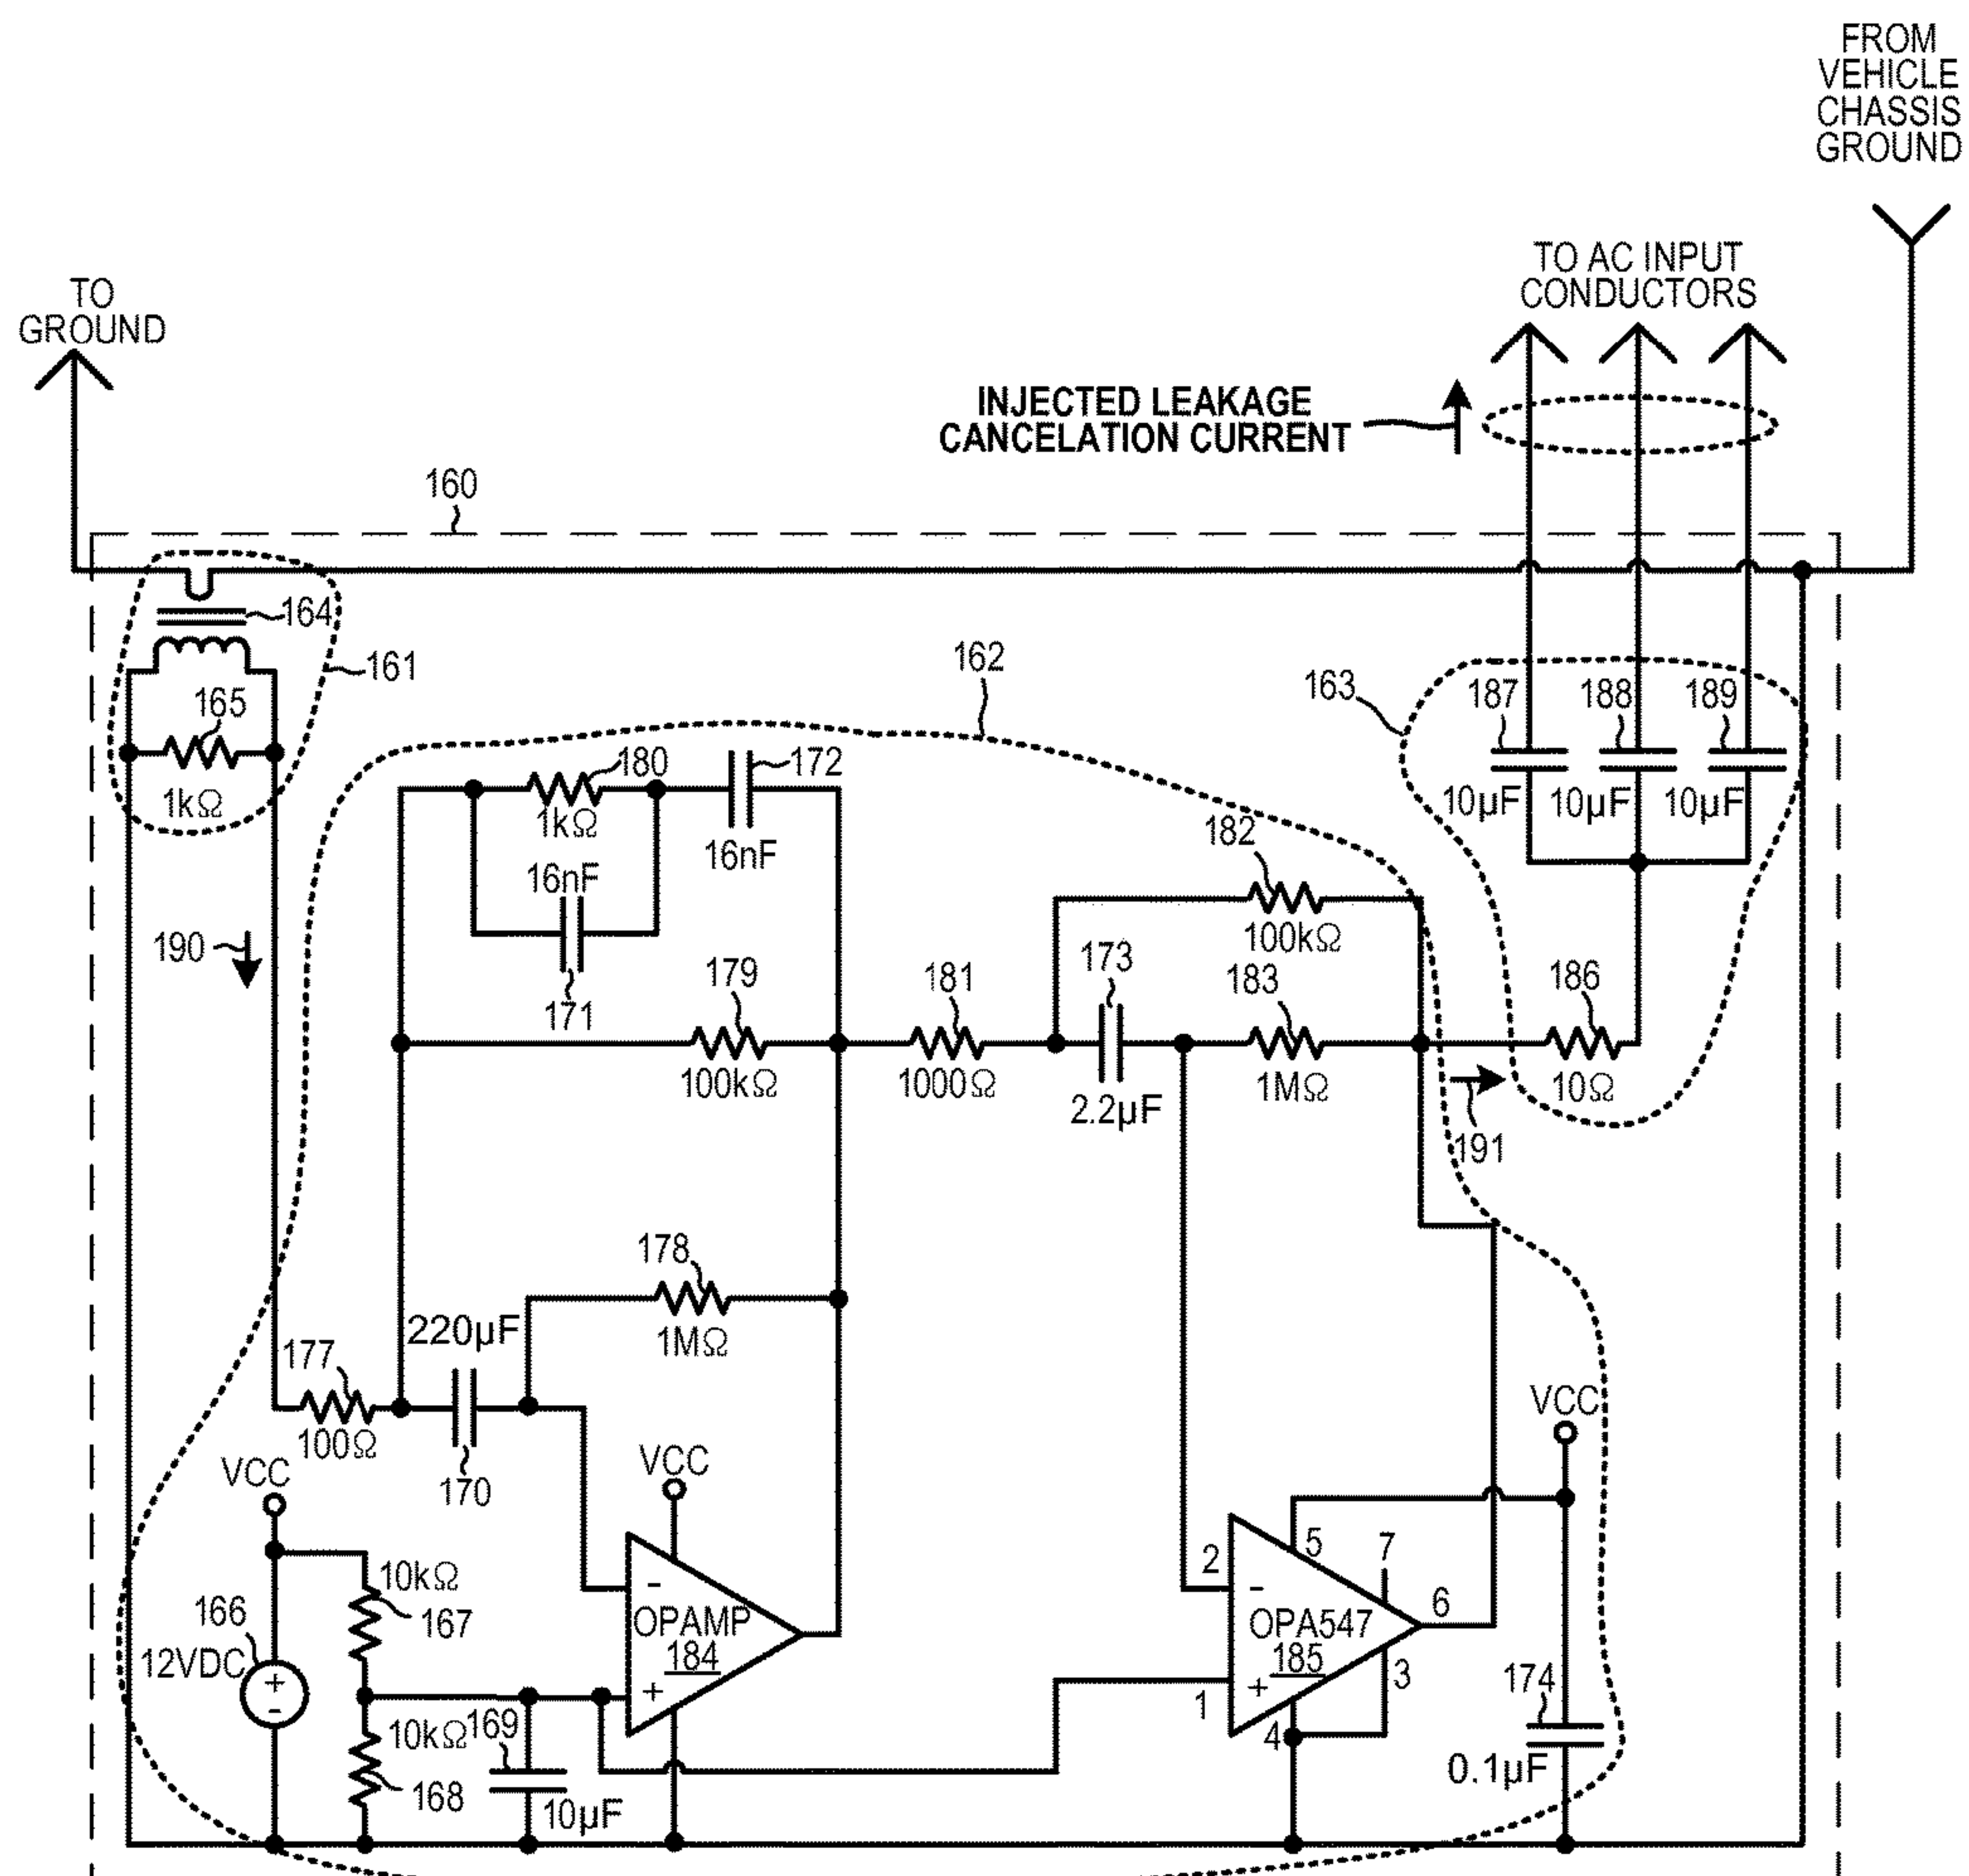 FROM
VEHICLE
CHASSIS
GROUND
TO AC INPUT
CONDUCTORS
TO
GROUND
INJECTED LEAKAGE
CANCELATION CURRENT
160
164
161
162
163
187
188
189
165
1kΩ
180
172
1kΩ
16nF
10µF
10µF
10µF
182
16nF
100kΩ
190
171
179
181
173
183
186
100kΩ
1000Ω
2.2µF
1MΩ
10Ω
191
178
220µF
1MΩ
177
100Ω
170
VCC
VCC
VCC
10kΩ
167
166
12VDC
+
-
-
OPAMP
184
+
2
5
7
-
OPA547
185
6
+
1
4
3
174
10kΩ
169
168
10µF
0.1µF